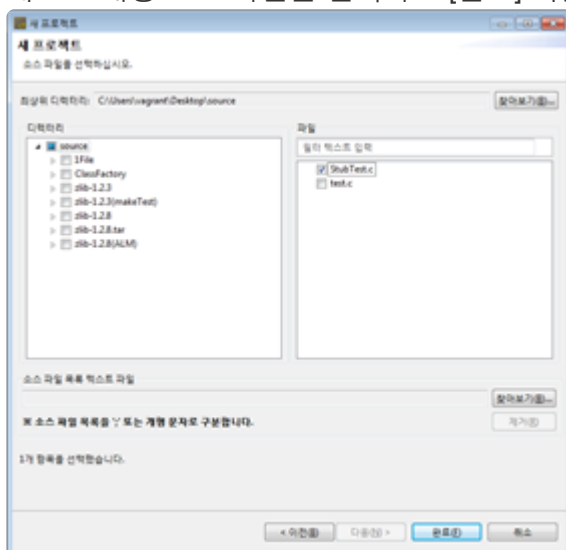 새 프로젝트
새 프로젝트
소스 파일을 선택하십시오.
최상위 디렉터리: C:\Users\vagrant\Desktop\source
찾아보기(B)...
디렉터리
파일
source
필터 텍스트 입력
1File
StubTest.c
ClassFactory
test.c
zlib-1.2.3
zlib-1.2.3(makeTest)
zlib-1.2.8
zlib-1.2.8.tar
zlib-1.2.8(ALM)
소스 파일 목록 텍스트 파일
찾아보기(B)...
※ 소스 파일 목록을 ';' 또는 개행 문자로 구분합니다.
제거(R)
1개 항목을 선택했습니다.
< 이전(B) 다음(N) > 완료(F) 취소